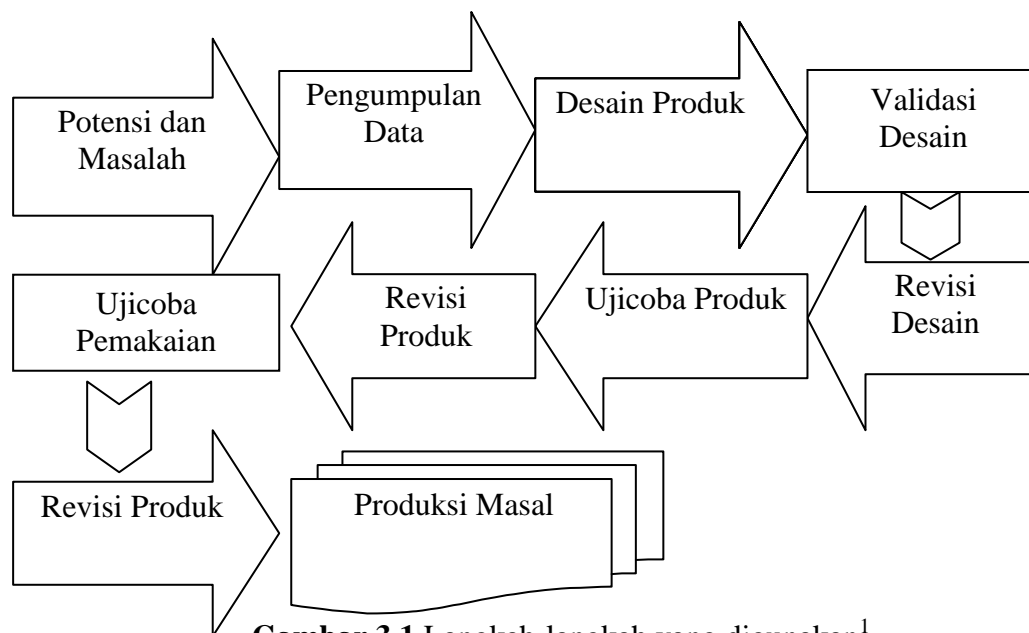 Potensi dan
Masalah
Pengumpulan
Data
Desain Produk
Validasi
Desain
Revisi
Desain
Ujicoba Produk
Revisi
Produk
Ujicoba
Pemakaian
Revisi Produk
Produksi Masal
Gambar 3.1 Langkah-langkah yang digunakan¹